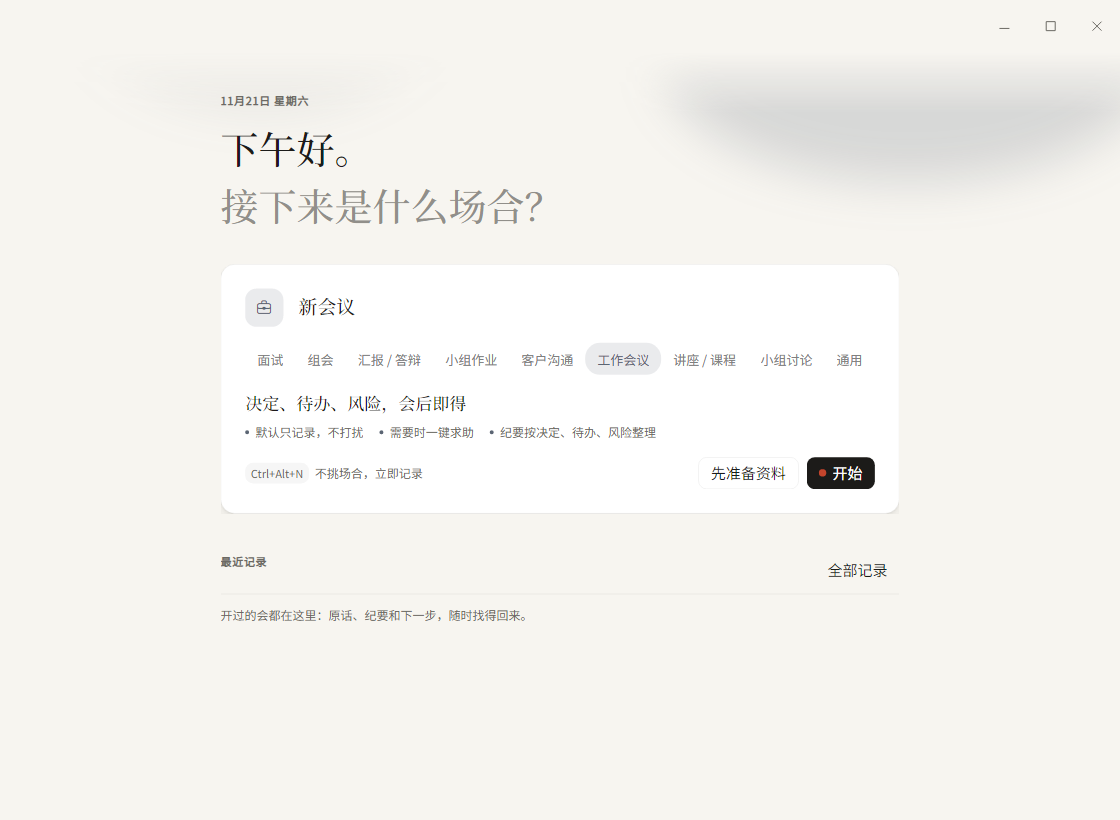 11月21日 星期六
下午好。
接下来是什么场合？
新会议
面试 组会 汇报 / 答辩 小组作业 客户沟通 工作会议 讲座 / 课程 小组讨论 通用
决定、待办、风险，会后即得
• 默认只记录，不打扰 • 需要时一键求助 • 纪要按决定、待办、风险整理
Ctrl+Alt+N 不挑场合，立即记录 先准备资料 开始
最近记录
全部记录
开过的会都在这里：原话、纪要和下一步，随时找得回来。